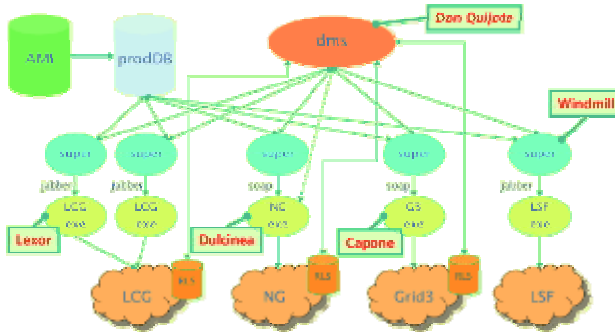 Don Quijote
AMI
prodDB
dms
Windmill
super
super
super
super
super
jabber
jabber
soap
soap
jabber
LCG
exe
LCG
exe
NG
exe
G3
exe
LSF
exe
Lexor
Dulcinea
Capone
RLS
RLS
RLS
LCG
NG
Grid3
LSF